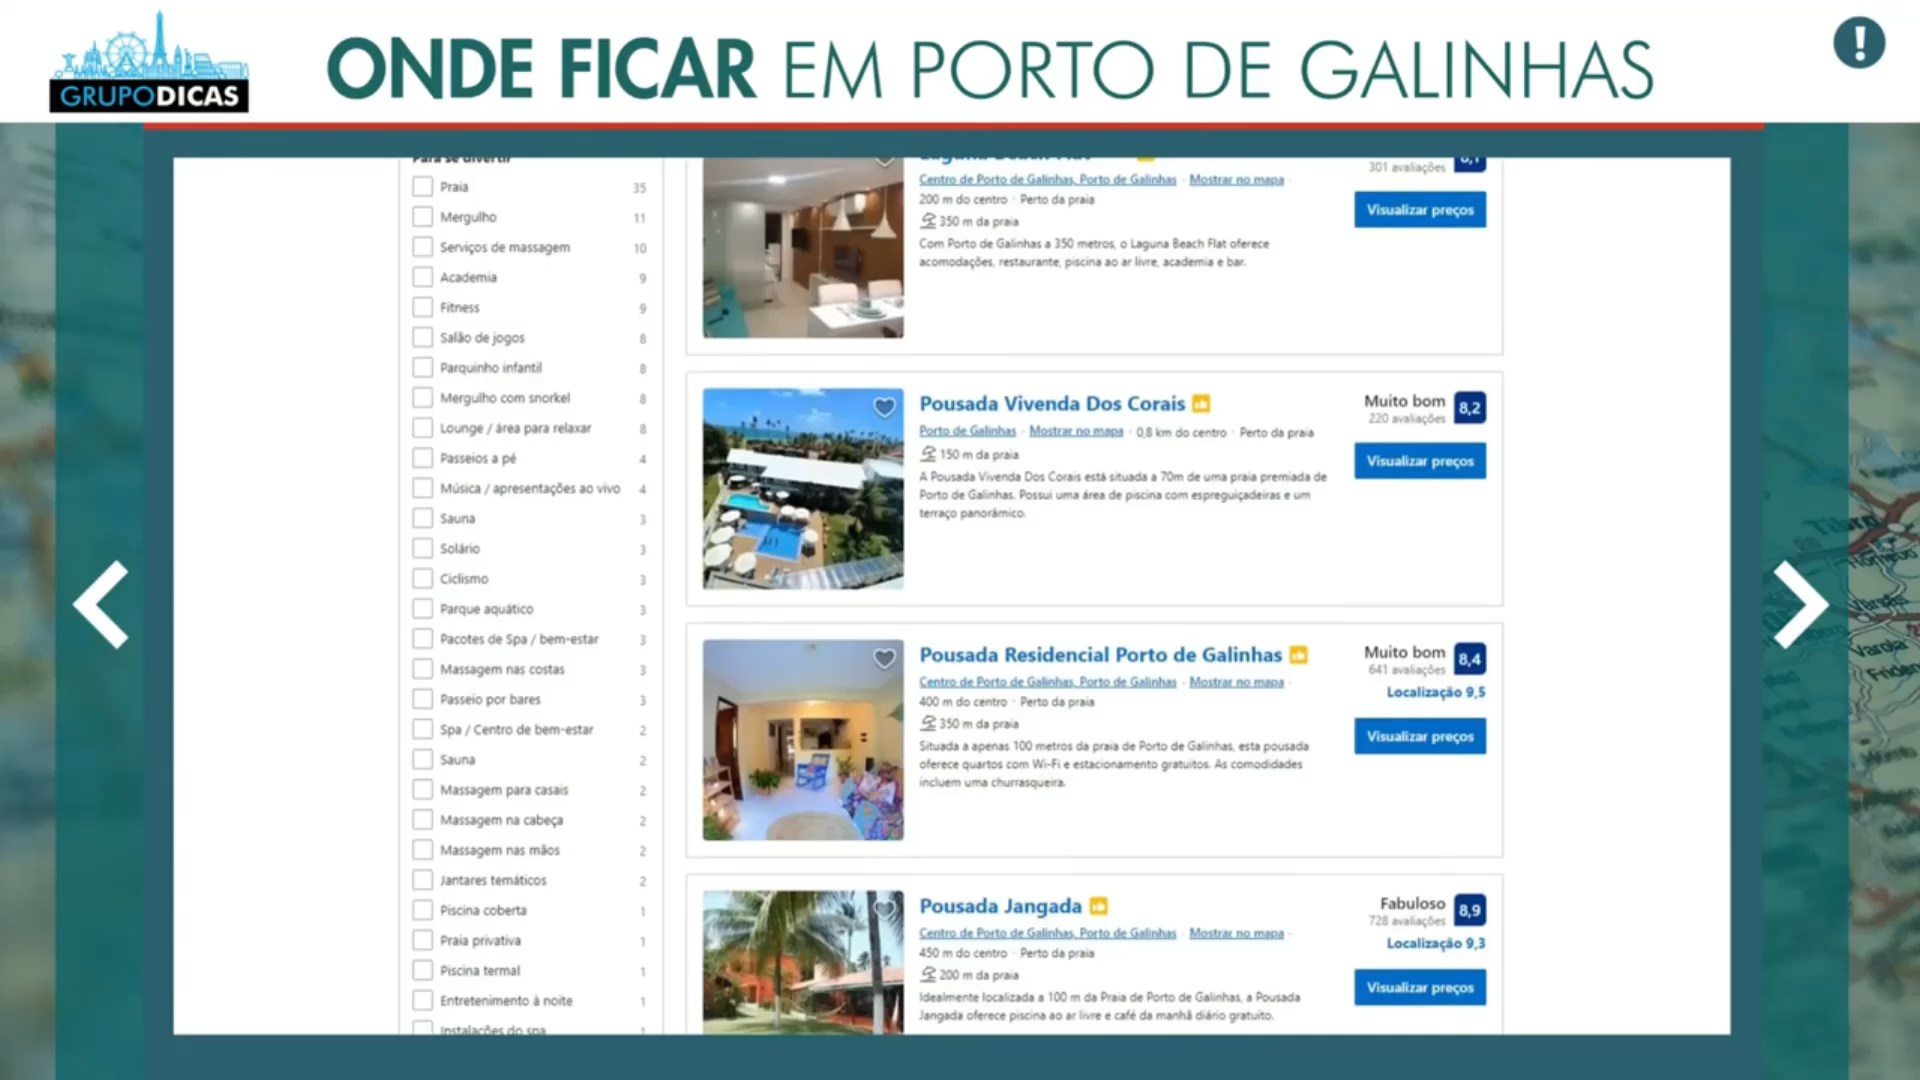 GRUPODICAS
ONDE FICAR EM PORTO DE GALINHAS
Para se divertir
Praia 35
Mergulho 11
Serviços de massagem 10
Academia 9
Fitness 9
Salão de jogos 8
Parquinho infantil 8
Mergulho com snorkel 8
Lounge / área para relaxar 8
Passeios a pé 4
Música / apresentações ao vivo 4
Sauna 3
Solário 3
Ciclismo 3
Parque aquático 3
Pacotes de Spa / bem-estar 3
Massagem nas costas 3
Passeio por bares 3
Spa / Centro de bem-estar 2
Sauna 2
Massagem para casais 2
Massagem na cabeça 2
Massagem nas mãos 2
Jantares temáticos 2
Piscina coberta 1
Praia privativa 1
Piscina termal 1
Entretenimento à noite 1
Instalações do spa 1
Laguna Beach Flat
301 avaliações 8,1
Centro de Porto de Galinhas, Porto de Galinhas · Mostrar no mapa ·
200 m do centro · Perto da praia
350 m da praia
Com Porto de Galinhas a 350 metros, o Laguna Beach Flat oferece
acomodações, restaurante, piscina ao ar livre, academia e bar.
Visualizar preços
Pousada Vivenda Dos Corais
Muito bom 8,2
220 avaliações
Porto de Galinhas · Mostrar no mapa · 0,8 km do centro · Perto da praia
150 m da praia
A Pousada Vivenda Dos Corais está situada a 70m de uma praia premiada de
Porto de Galinhas. Possui uma área de piscina com espreguiçadeiras e um
terraço panorâmico.
Visualizar preços
Pousada Residencial Porto de Galinhas
Muito bom 8,4
641 avaliações
Localização 9,5
Centro de Porto de Galinhas, Porto de Galinhas · Mostrar no mapa ·
400 m do centro · Perto da praia
350 m da praia
Situada a apenas 100 metros da praia de Porto de Galinhas, esta pousada
oferece quartos com Wi-Fi e estacionamento gratuitos. As comodidades
incluem uma churrasqueira.
Visualizar preços
Pousada Jangada
Fabuloso 8,9
728 avaliações
Localização 9,3
Centro de Porto de Galinhas, Porto de Galinhas · Mostrar no mapa ·
450 m do centro · Perto da praia
200 m da praia
Idealmente localizada a 100 m da Praia de Porto de Galinhas, a Pousada
Jangada oferece piscina ao ar livre e café da manhã diário gratuito.
Visualizar preços